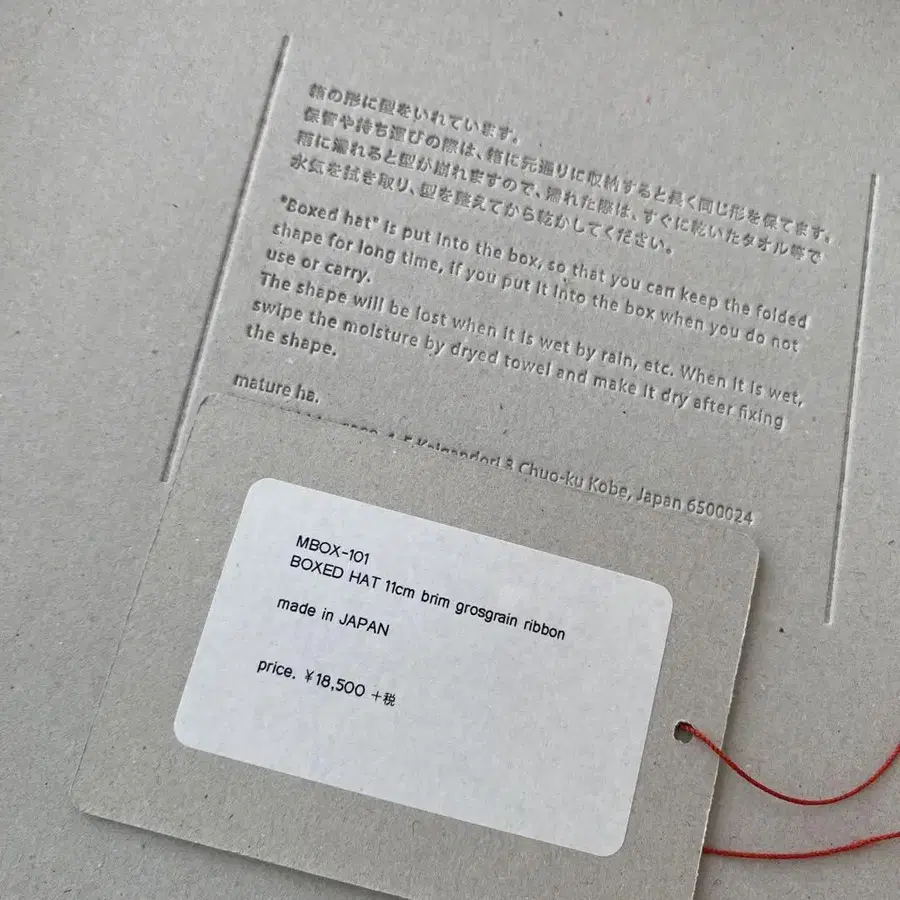 箱の形に型をいれています。
保管や持ち運びの際は、箱に元通りに収納すると長く同じ形を保てます。
雨に濡れると型が崩れますので、濡れた際は、すぐに乾いたタオル等で
水気を拭き取り、型を整えてから乾かしてください。
"Boxed hat" is put into the box, so that you can keep the folded
shape for long time, if you put it into the box when you do not
use or carry.
The shape will be lost when it is wet by rain, etc. When it is wet,
swipe the moisture by dryed towel and make it dry after fixing
the shape.
mature ha.
Kaigandori 3 Chuo-ku Kobe, Japan 6500024
MBOX-101
BOXED HAT 11cm brim grosgrain ribbon
made in JAPAN
price. ¥18,500 +税